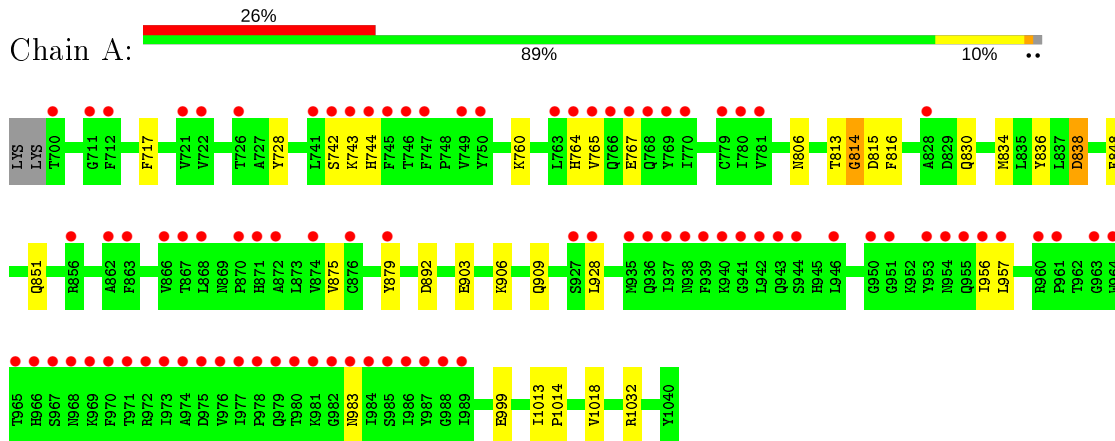 26%
Chain A:
89%
10%
LYS LYS T700 G711 F712 F717 V721 V722 T726 A727 Y728 L741 S742 K743 H744 F745 T746 F747 P748 V749 Y750 K760 L763 H764 V765 Q766 E767 Q768 Y769 I770 C779 I780 V781 N806 T813 G814 D815 F816 A828 D829 Q830 M834 L835 Y836 L837 D838
Q851 R856 A862 F863 V866 T867 L868 N869 P870 H871 A872 L873 V874 V875 C876 Y879 D892 E903 K906 Q909 S927 L928 M935 Q936 I937 N938 F939 K940 G941 L942 Q943 S944 H945 L946 G950 G951 K952 Y953 N954 Q955 I956 L957 R960 P961 T962 G963 W964
T965 H966 S967 N968 K969 F970 T971 R972 I973 A974 D975 V976 I977 P978 Q979 T980 K981 G982 N983 I984 S985 I986 Y987 G988 I989 E999 I1013 P1014 V1018 R1032 Y1040